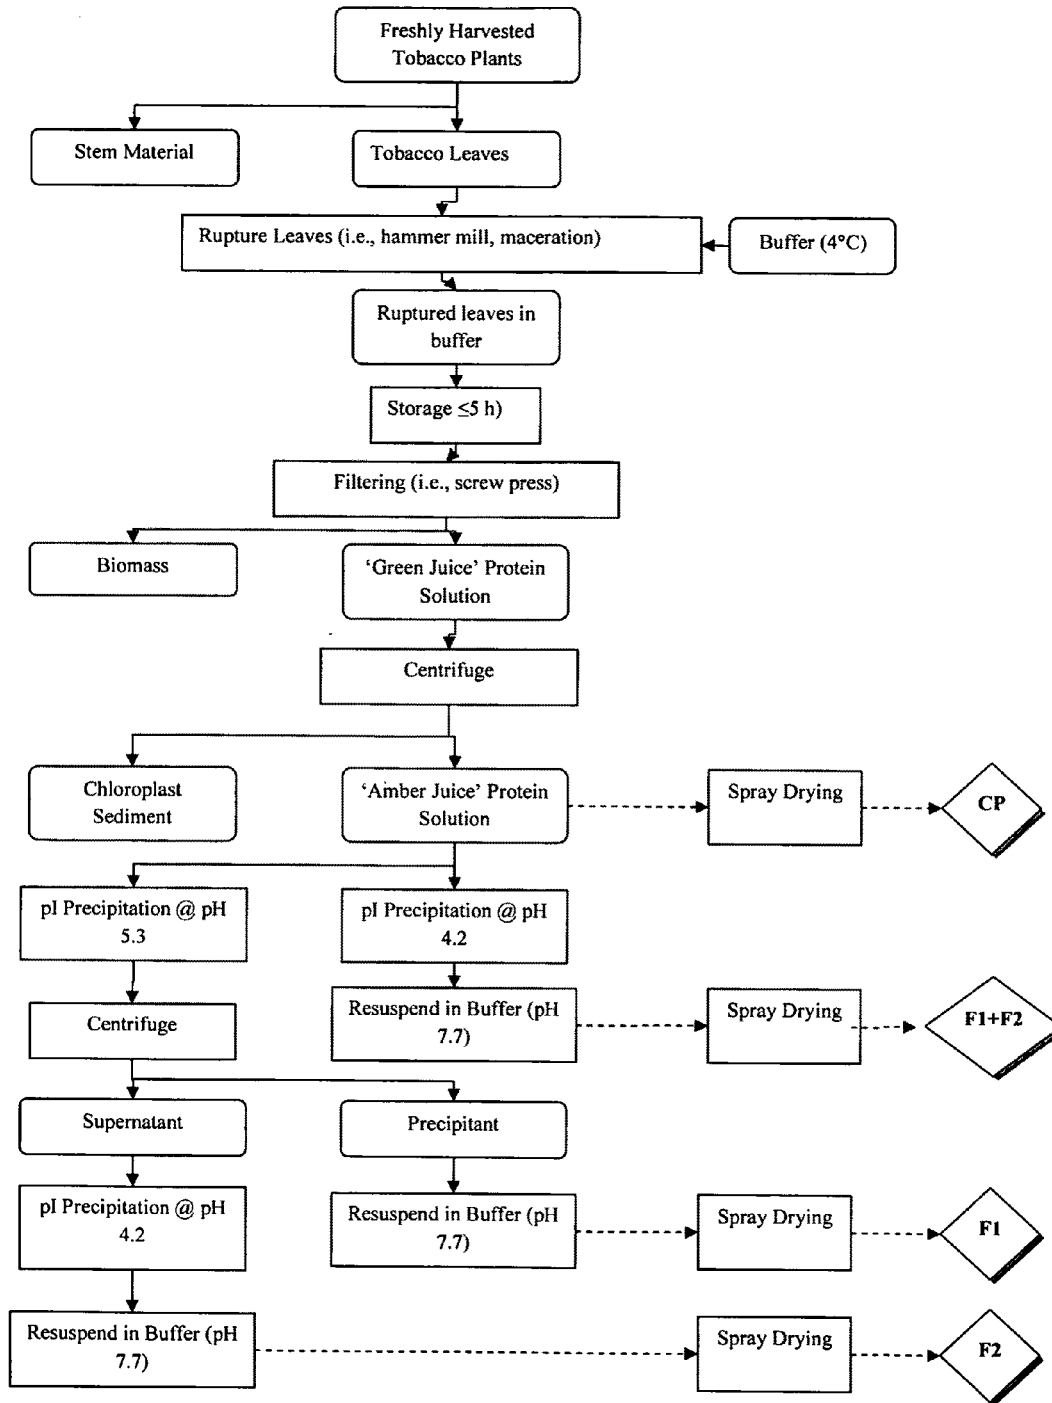 Freshly Harvested
Tobacco Plants
Stem Material
Tobacco Leaves
Rupture Leaves (i.e., hammer mill, maceration)
Buffer (4°C)
Ruptured leaves in
buffer
Storage ≤5 h)
Filtering (i.e., screw press)
Biomass
‘Green Juice’ Protein
Solution
Centrifuge
Chloroplast
Sediment
‘Amber Juice’ Protein
Solution
Spray Drying
CP
pI Precipitation @ pH
5.3
pI Precipitation @ pH
4.2
Centrifuge
Resuspend in Buffer (pH
7.7)
Spray Drying
F1+F2
Supernatant
Precipitant
pI Precipitation @ pH
4.2
Resuspend in Buffer (pH
7.7)
Spray Drying
F1
Resuspend in Buffer (pH
7.7)
Spray Drying
F2